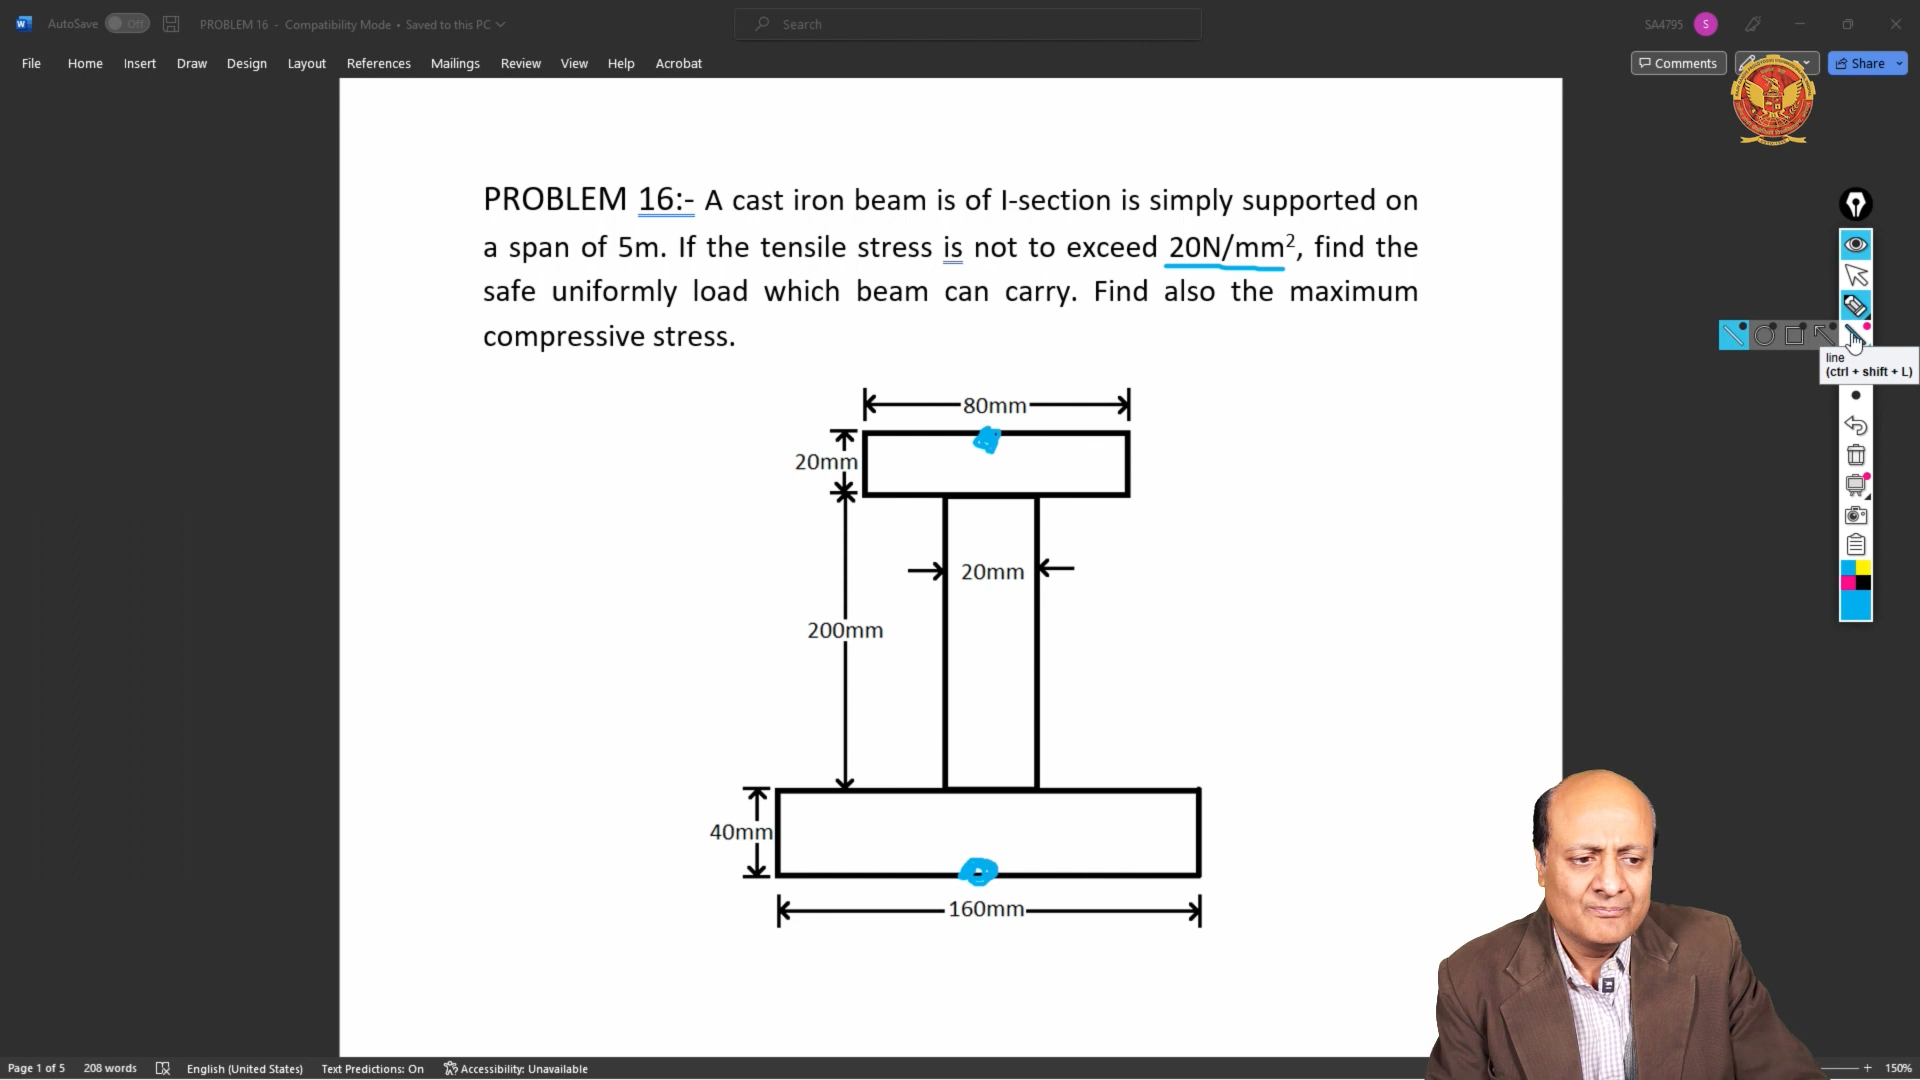 AutoSave Off PROBLEM 16 - Compatibility Mode • Saved to this PC Search SA4795 S
File Home Insert Draw Design Layout References Mailings Review View Help Acrobat Comments Share
PROBLEM 16:- A cast iron beam is of I-section is simply supported on
a span of 5m. If the tensile stress is not to exceed 20N/mm², find the
safe uniformly load which beam can carry. Find also the maximum
compressive stress.
line
(ctrl + shift + L)
80mm
20mm
20mm
200mm
40mm
160mm
Page 1 of 5 208 words English (United States) Text Predictions: On Accessibility: Unavailable 150%